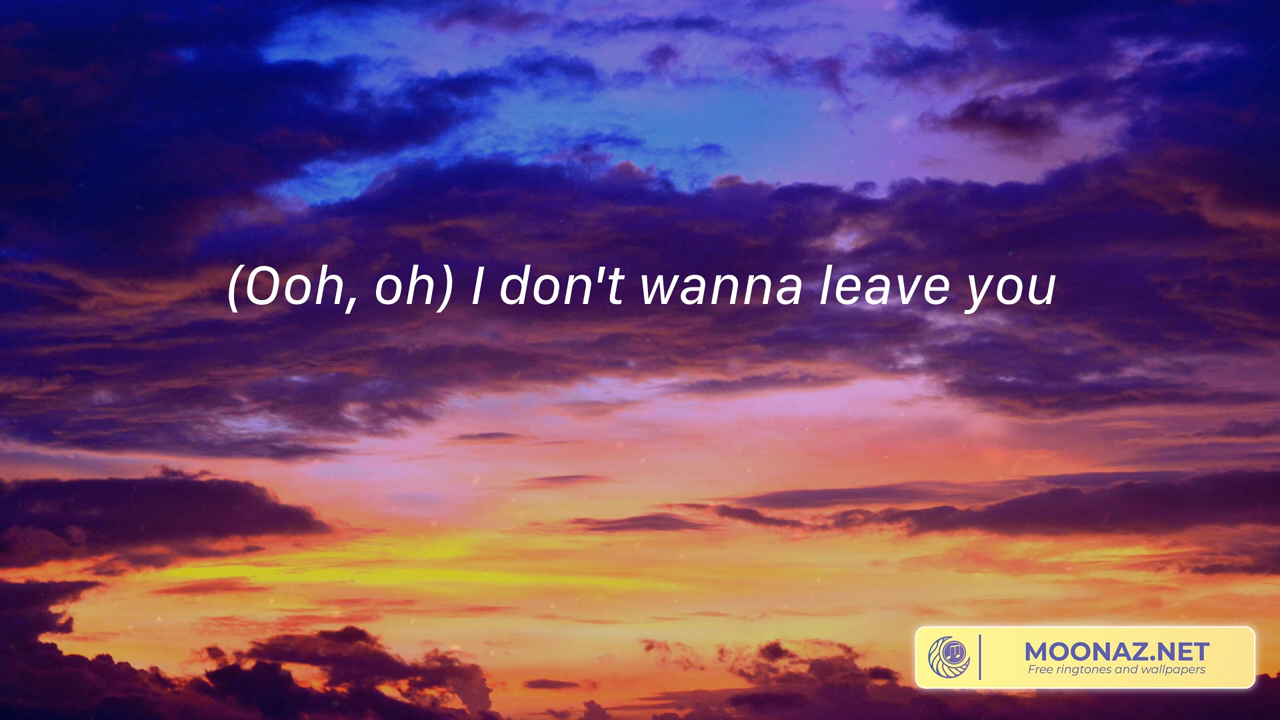 (Ooh, oh) I don't wanna leave you
MOONAZ.NET
Free ringtones and wallpapers